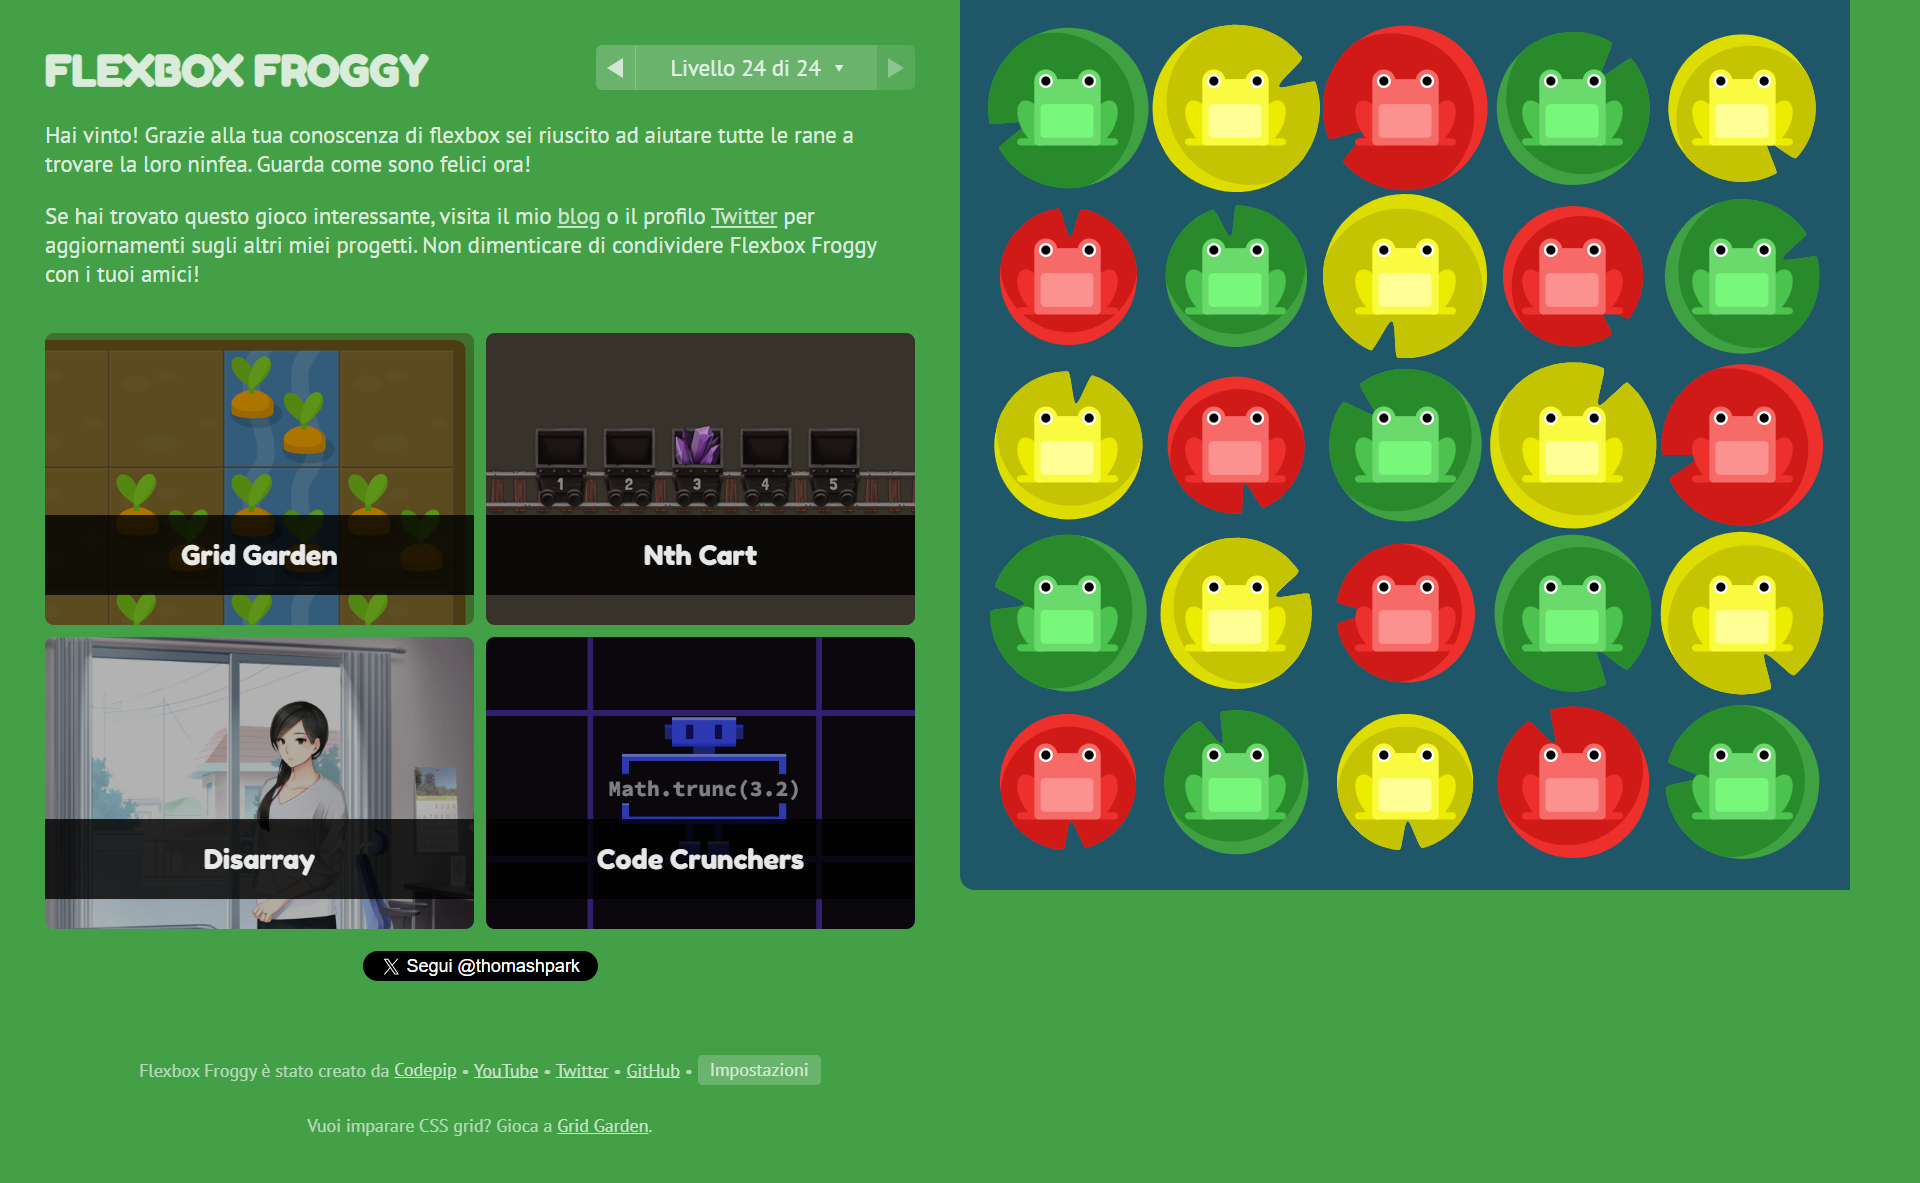 FLEXBOX FROGGY
Livello 24 di 24
Hai vinto! Grazie alla tua conoscenza di flexbox sei riuscito ad aiutare tutte le rane a
trovare la loro ninfea. Guarda come sono felici ora!
Se hai trovato questo gioco interessante, visita il mio blog o il profilo Twitter per
aggiornamenti sugli altri miei progetti. Non dimenticare di condividere Flexbox Froggy
con i tuoi amici!
Grid Garden
1 2 3 4 5
Nth Cart
Disarray
Math.trunc(3.2)
Code Crunchers
Segui @thomashpark
Flexbox Froggy è stato creato da Codepip • YouTube • Twitter • GitHub • Impostazioni
Vuoi imparare CSS grid? Gioca a Grid Garden.